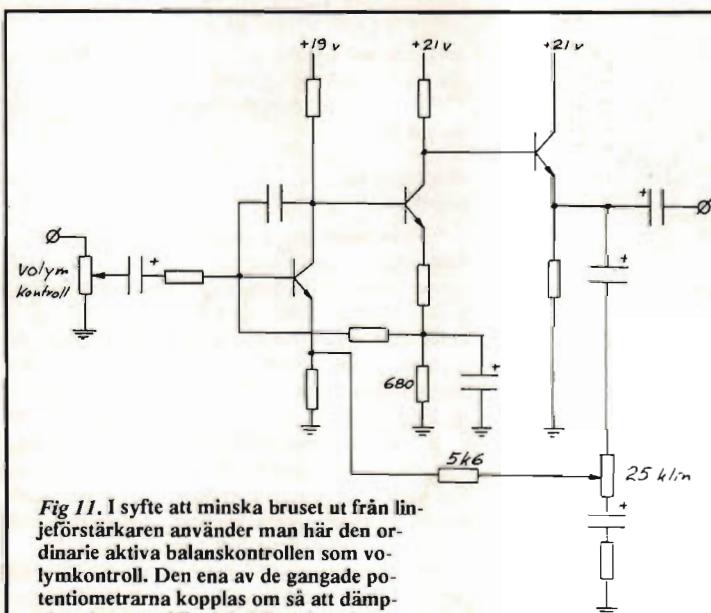 +19 v
+21 v
+21 v
Volym
kontroll
680
5k6
25 klin
Fig 11. I syfte att minska bruset ut från lin-
jeförstärkaren använder man här den or-
dinarie aktiva balanskontrollen som vo-
lymkontroll. Den ena av de gangade po-
tentiometrarna kopplas om så att dämp-